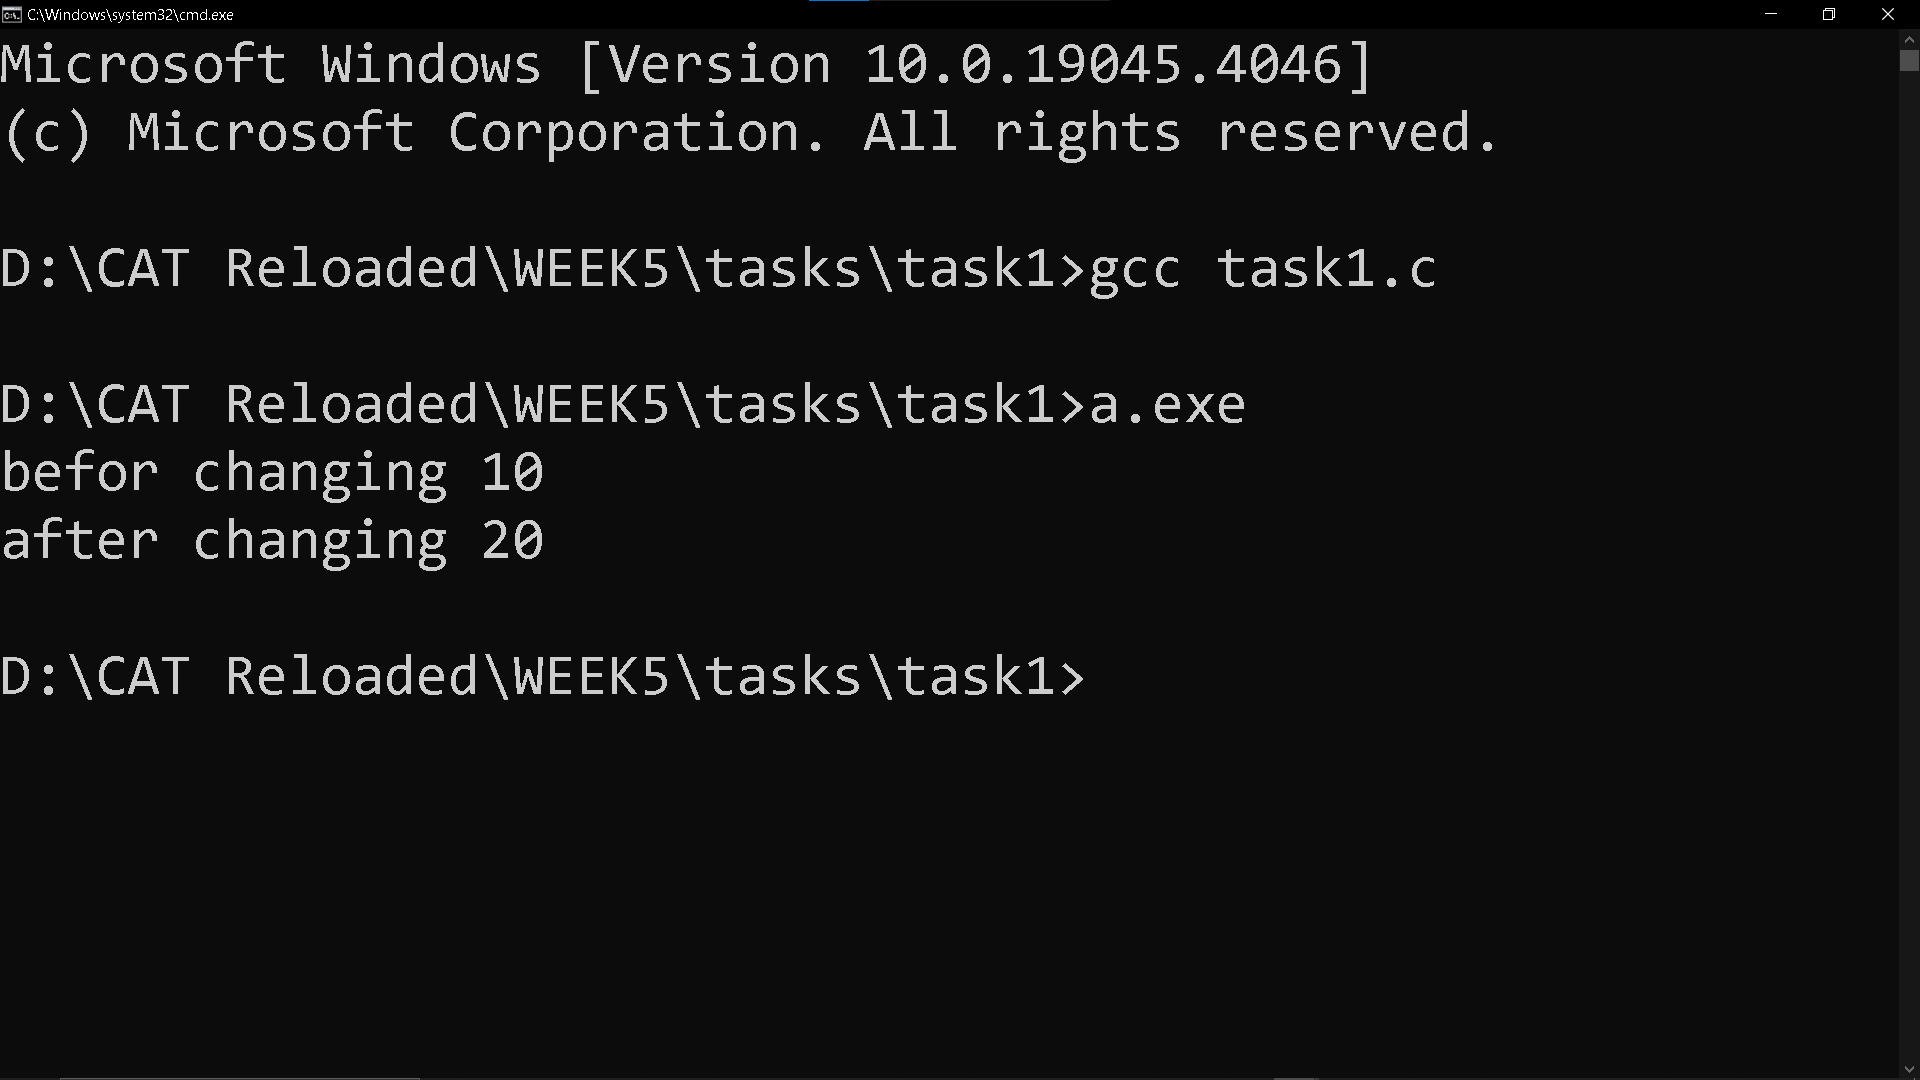 C:\Windows\system32\cmd.exe
Microsoft Windows [Version 10.0.19045.4046]
(c) Microsoft Corporation. All rights reserved.
D:\CAT Reloaded\WEEK5\tasks\task1>gcc task1.c
D:\CAT Reloaded\WEEK5\tasks\task1>a.exe
befor changing 10
after changing 20
D:\CAT Reloaded\WEEK5\tasks\task1>